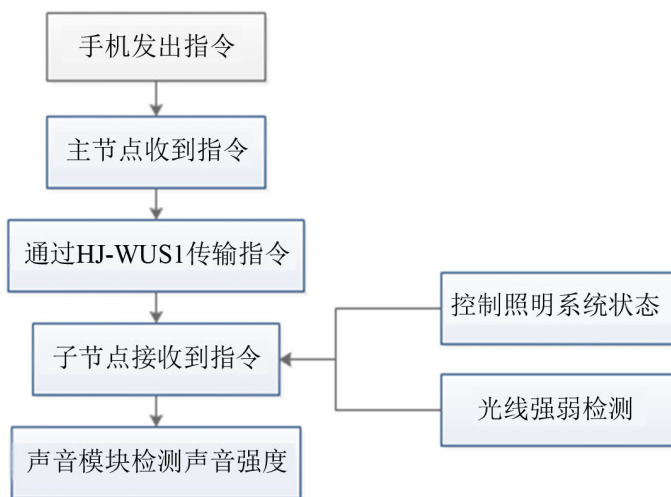 手机发出指令
主节点收到指令
通过HJ-WUS1传输指令
子节点接收到指令
声音模块检测声音强度
控制照明系统状态
光线强弱检测